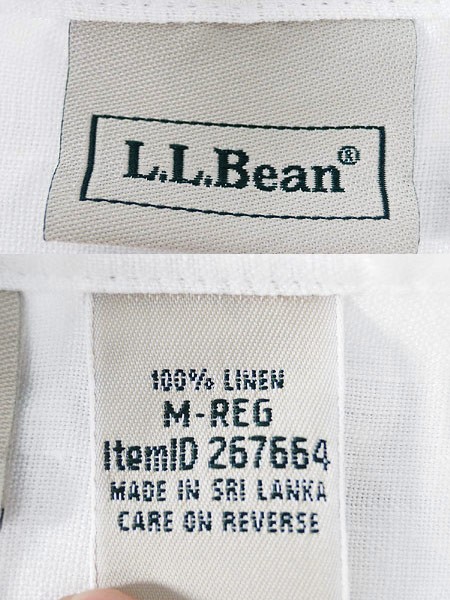 L.L.Bean®
100% LINEN
M-REG
ItemID 267664
MADE IN SRI LANKA
CARE ON REVERSE